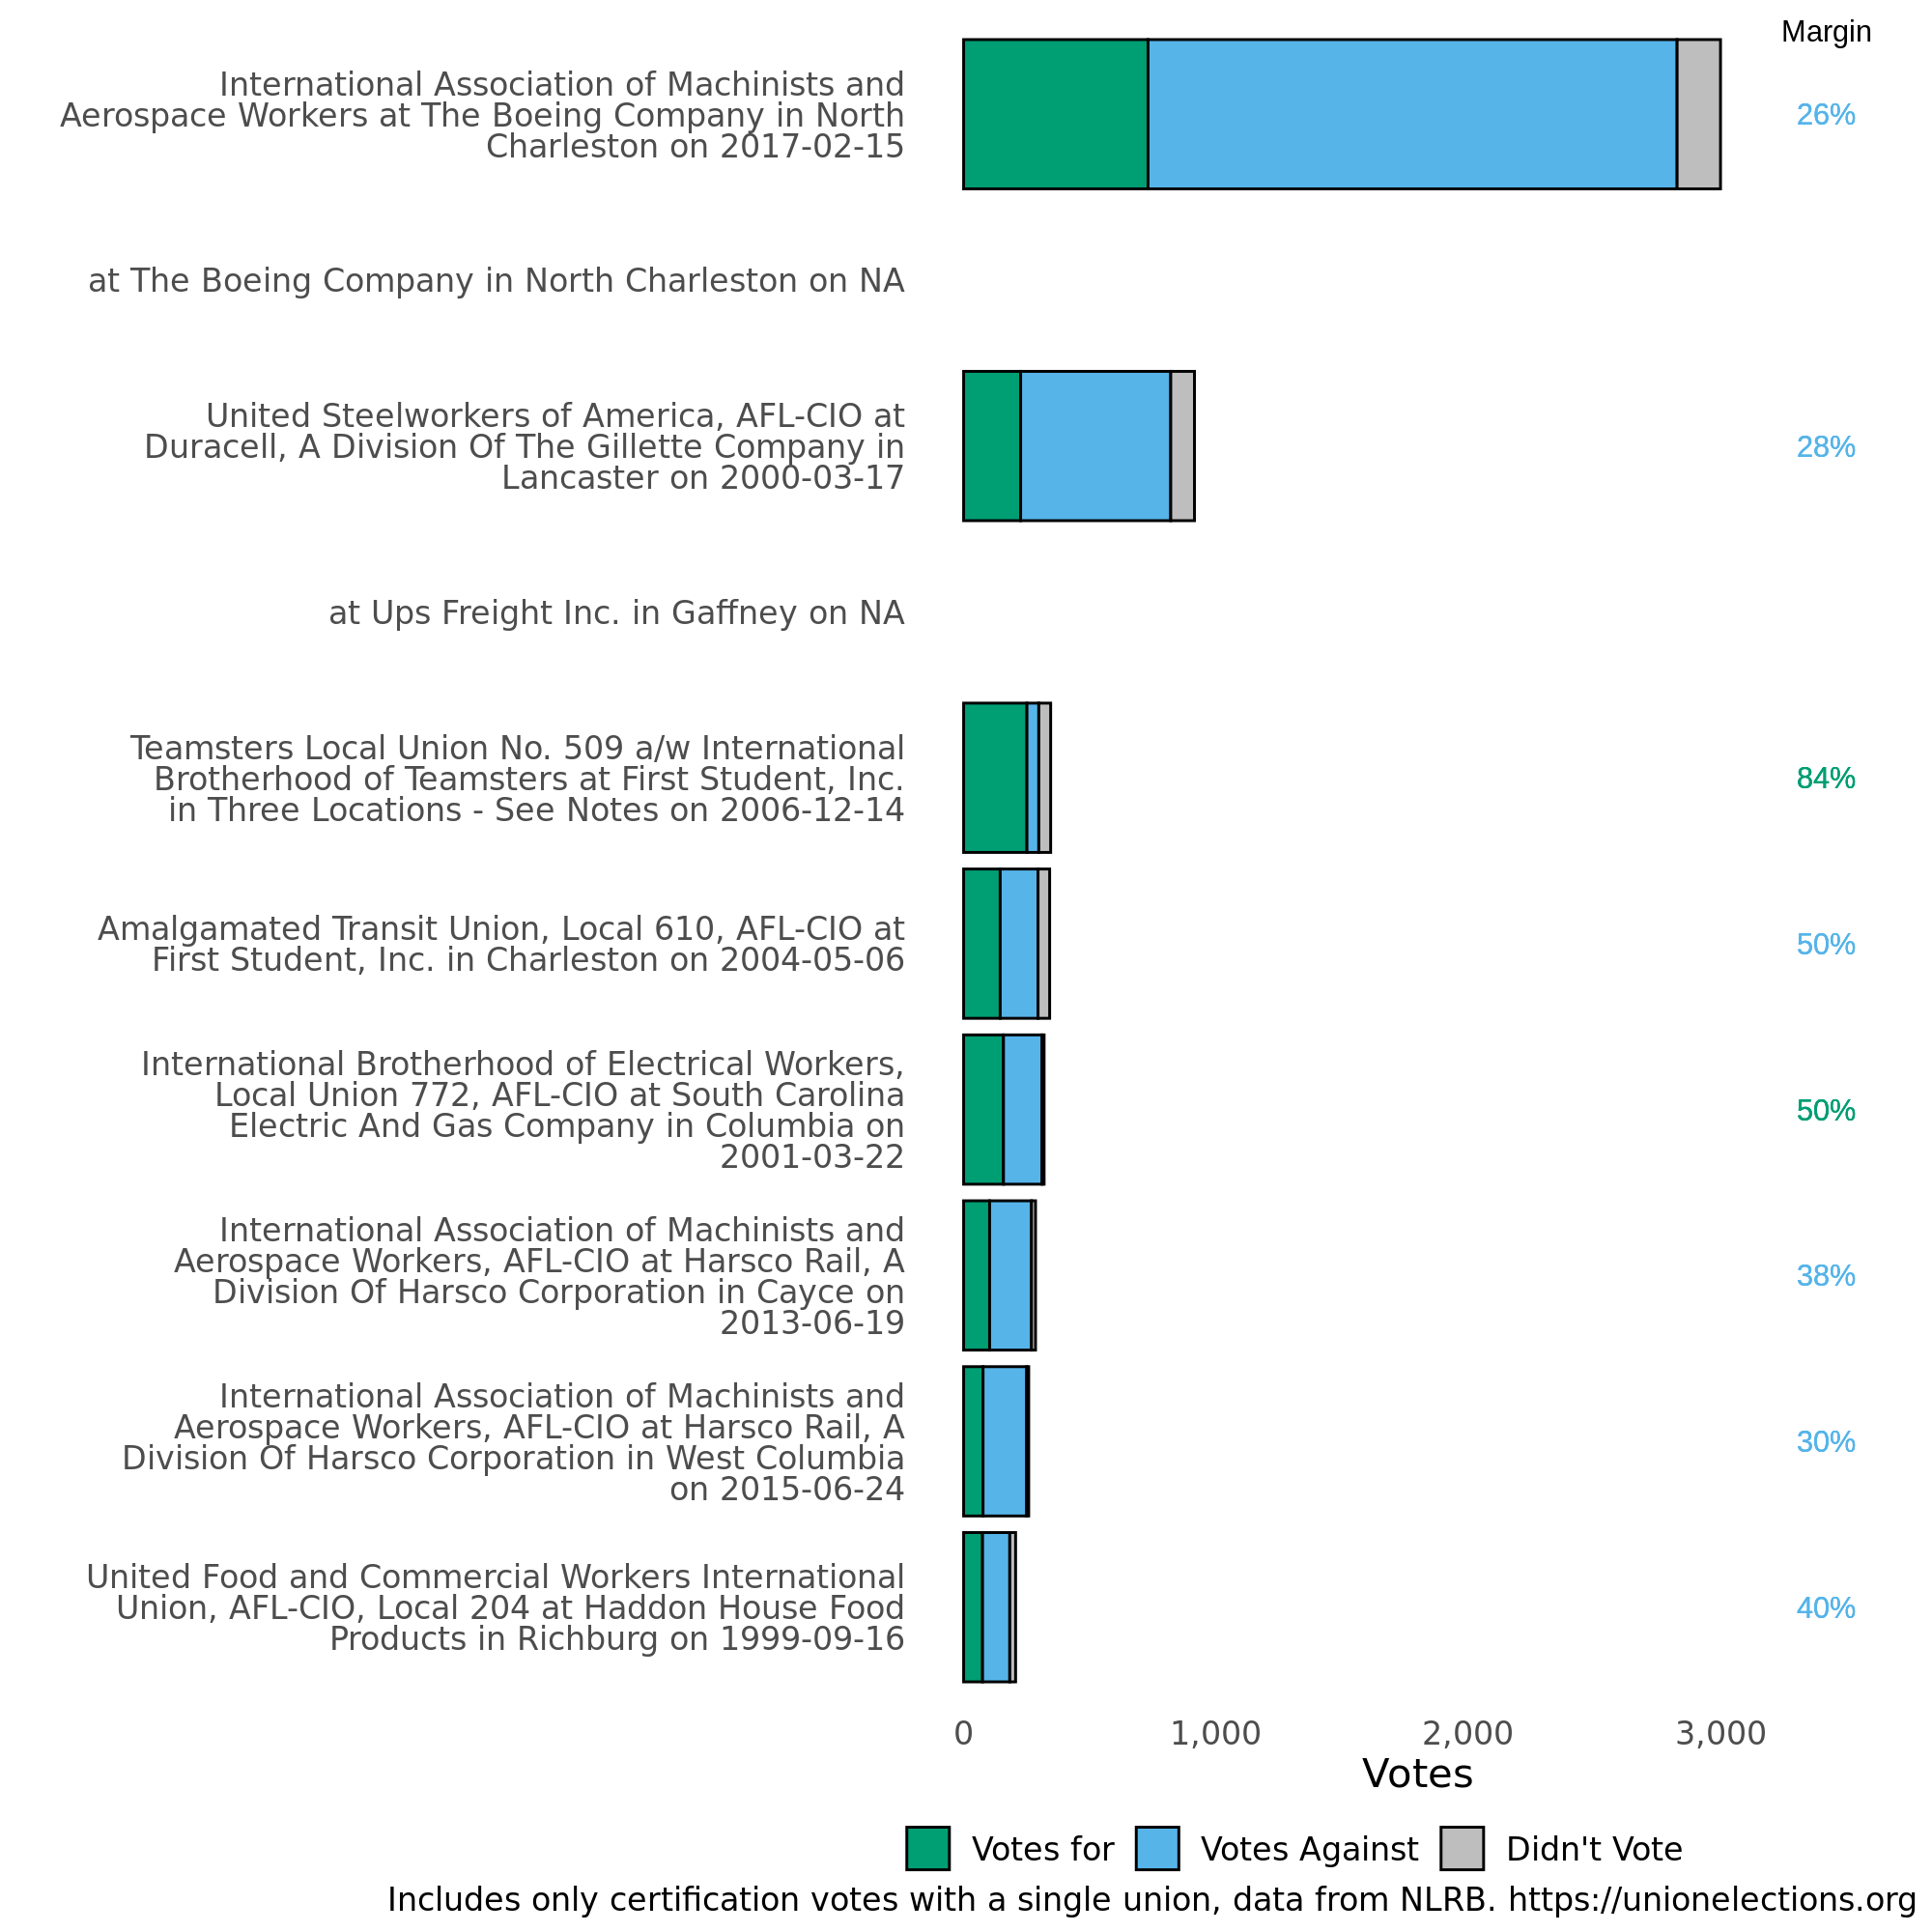 Margin
International Association of Machinists and
Aerospace Workers at The Boeing Company in North
Charleston on 2017-02-15
26%
at The Boeing Company in North Charleston on NA
United Steelworkers of America, AFL-CIO at
Duracell, A Division Of The Gillette Company in
Lancaster on 2000-03-17
28%
at Ups Freight Inc. in Gaffney on NA
Teamsters Local Union No. 509 a/w International
Brotherhood of Teamsters at First Student, Inc.
in Three Locations - See Notes on 2006-12-14
84%
Amalgamated Transit Union, Local 610, AFL-CIO at
First Student, Inc. in Charleston on 2004-05-06
50%
International Brotherhood of Electrical Workers,
Local Union 772, AFL-CIO at South Carolina
Electric And Gas Company in Columbia on
2001-03-22
50%
International Association of Machinists and
Aerospace Workers, AFL-CIO at Harsco Rail, A
Division Of Harsco Corporation in Cayce on
2013-06-19
38%
International Association of Machinists and
Aerospace Workers, AFL-CIO at Harsco Rail, A
Division Of Harsco Corporation in West Columbia
on 2015-06-24
30%
United Food and Commercial Workers International
Union, AFL-CIO, Local 204 at Haddon House Food
Products in Richburg on 1999-09-16
40%
0 1,000 2,000 3,000
Votes
Votes for Votes Against Didn't Vote
Includes only certification votes with a single union, data from NLRB. https://unionelections.org